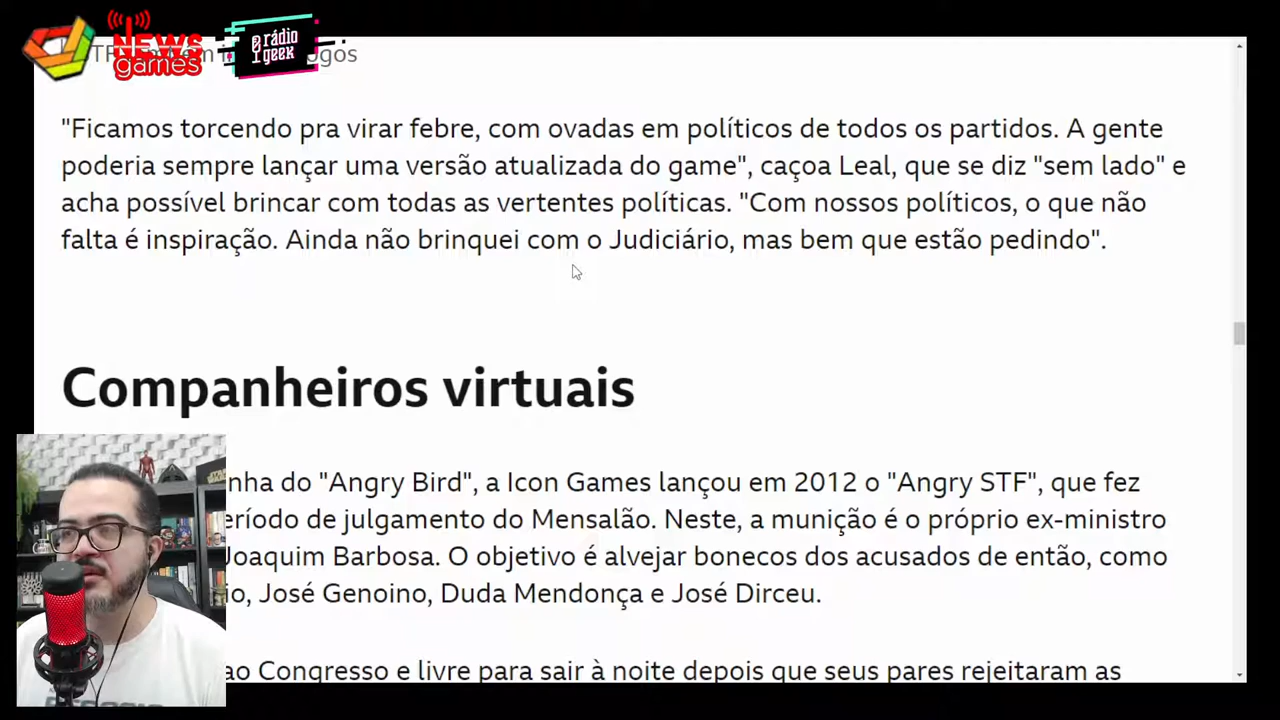 NEWS
games
rádio
geek
ogos
"Ficamos torcendo pra virar febre, com ovadas em políticos de todos os partidos. A gente
poderia sempre lançar uma versão atualizada do game", caçoa Leal, que se diz "sem lado" e
acha possível brincar com todas as vertentes políticas. "Com nossos políticos, o que não
falta é inspiração. Ainda não brinquei com o Judiciário, mas bem que estão pedindo".
Companheiros virtuais
nha do "Angry Bird", a Icon Games lançou em 2012 o "Angry STF", que fez
eríodo de julgamento do Mensalão. Neste, a munição é o próprio ex-ministro
Joaquim Barbosa. O objetivo é alvejar bonecos dos acusados de então, como
io, José Genoino, Duda Mendonça e José Dirceu.
ao Congresso e livre para sair à noite depois que seus pares rejeitaram as